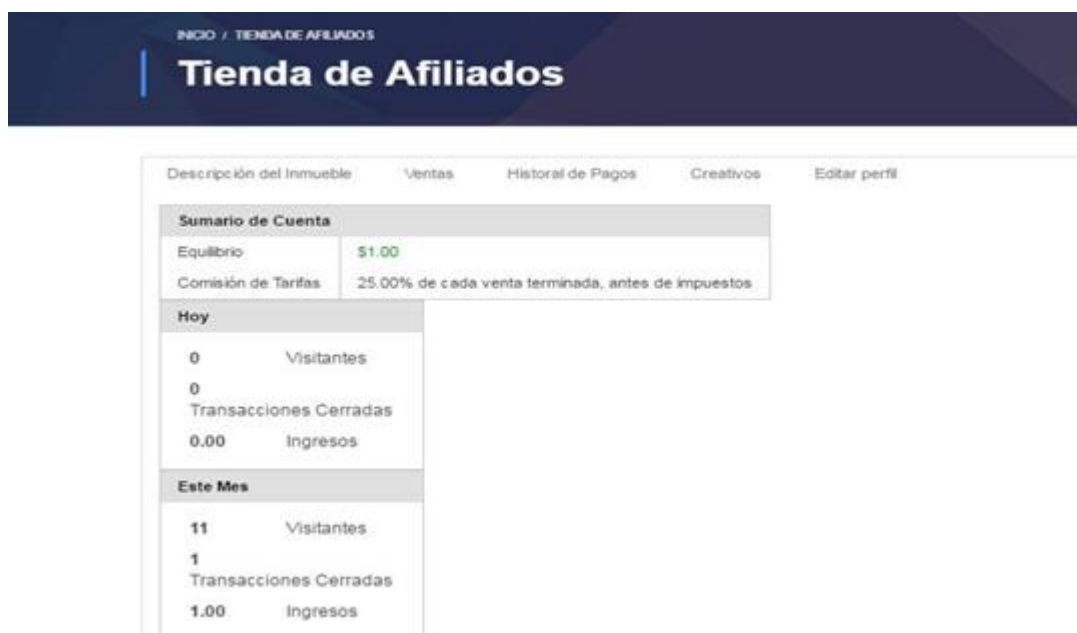 INICIO / TIENDA DE AFILIADOS
Tienda de Afiliados
Descripción del Inmueble Ventas Historal de Pagos Creativos Editar perfil
Sumario de Cuenta
Equilibrio $1.00
Comisión de Tarifas 25.00% de cada venta terminada, antes de impuestos
Hoy
0 Visitantes
0
Transacciones Cerradas
0.00 Ingresos
Este Mes
11 Visitantes
1
Transacciones Cerradas
1.00 Ingresos